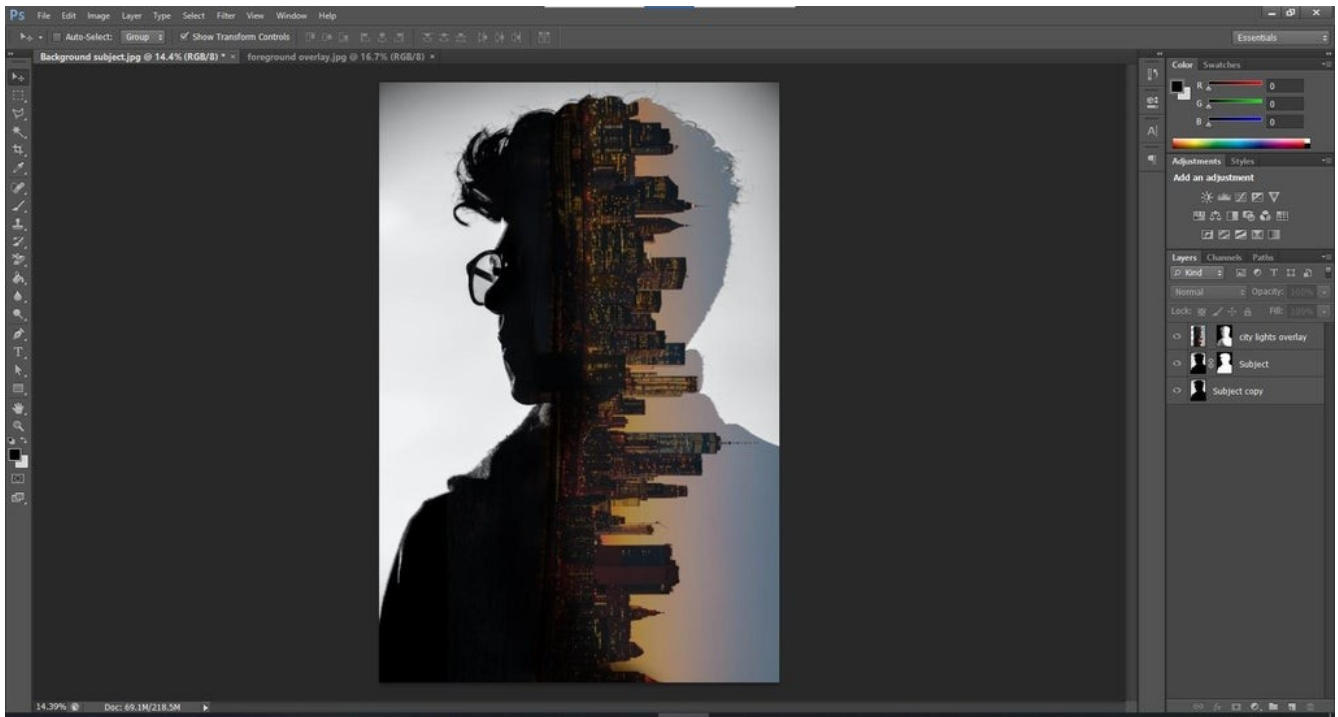 Ps File Edit Image Layer Type Select Filter View Window Help
Auto-Select: Group Show Transform Controls Essentials
Background subject.jpg @ 14.4% (RGB/8) * × foreground overlay.jpg @ 16.7% (RGB/8) ×
Color Swatches
R 0
G 0
B 0
Adjustments Styles
Add an adjustment
Layers Channels Paths
Kind
Normal Opacity: 100%
Lock: Fill: 100%
city lights overlay
Subject
Subject copy
14.39% Doc: 69.1M/218.5M